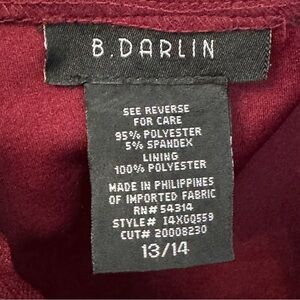 B.DARLIN
SEE REVERSE
FOR CARE
95% POLYESTER
5% SPANDEX
LINING
100% POLYESTER
MADE IN PHILIPPINES
OF IMPORTED FABRIC
RN# 54314
STYLE# I4XGQ559
CUT# 20008230
13/14